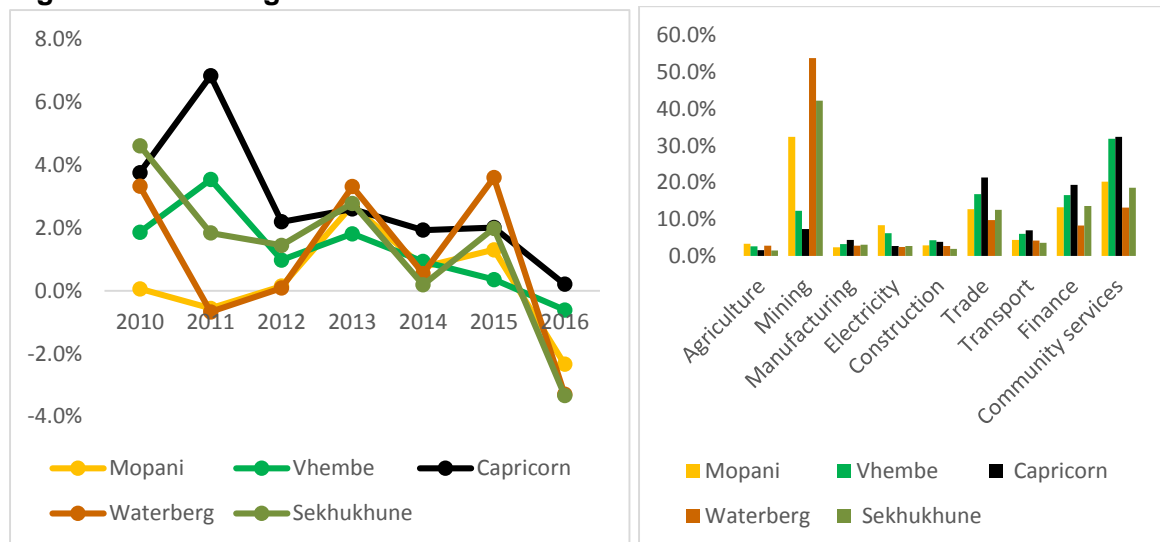 8.0%
6.0%
4.0%
2.0%
0.0%
-2.0%
-4.0%
2010 2011 2012 2013 2014 2015 2016
Mopani Vhembe Capricorn
Waterberg Sekhukhune
60.0%
50.0%
40.0%
30.0%
20.0%
10.0%
0.0%
Agriculture
Mining
Manufacturing
Electricity
Construction
Trade
Transport
Finance
Community services
Mopani Vhembe Capricorn
Waterberg Sekhukhune